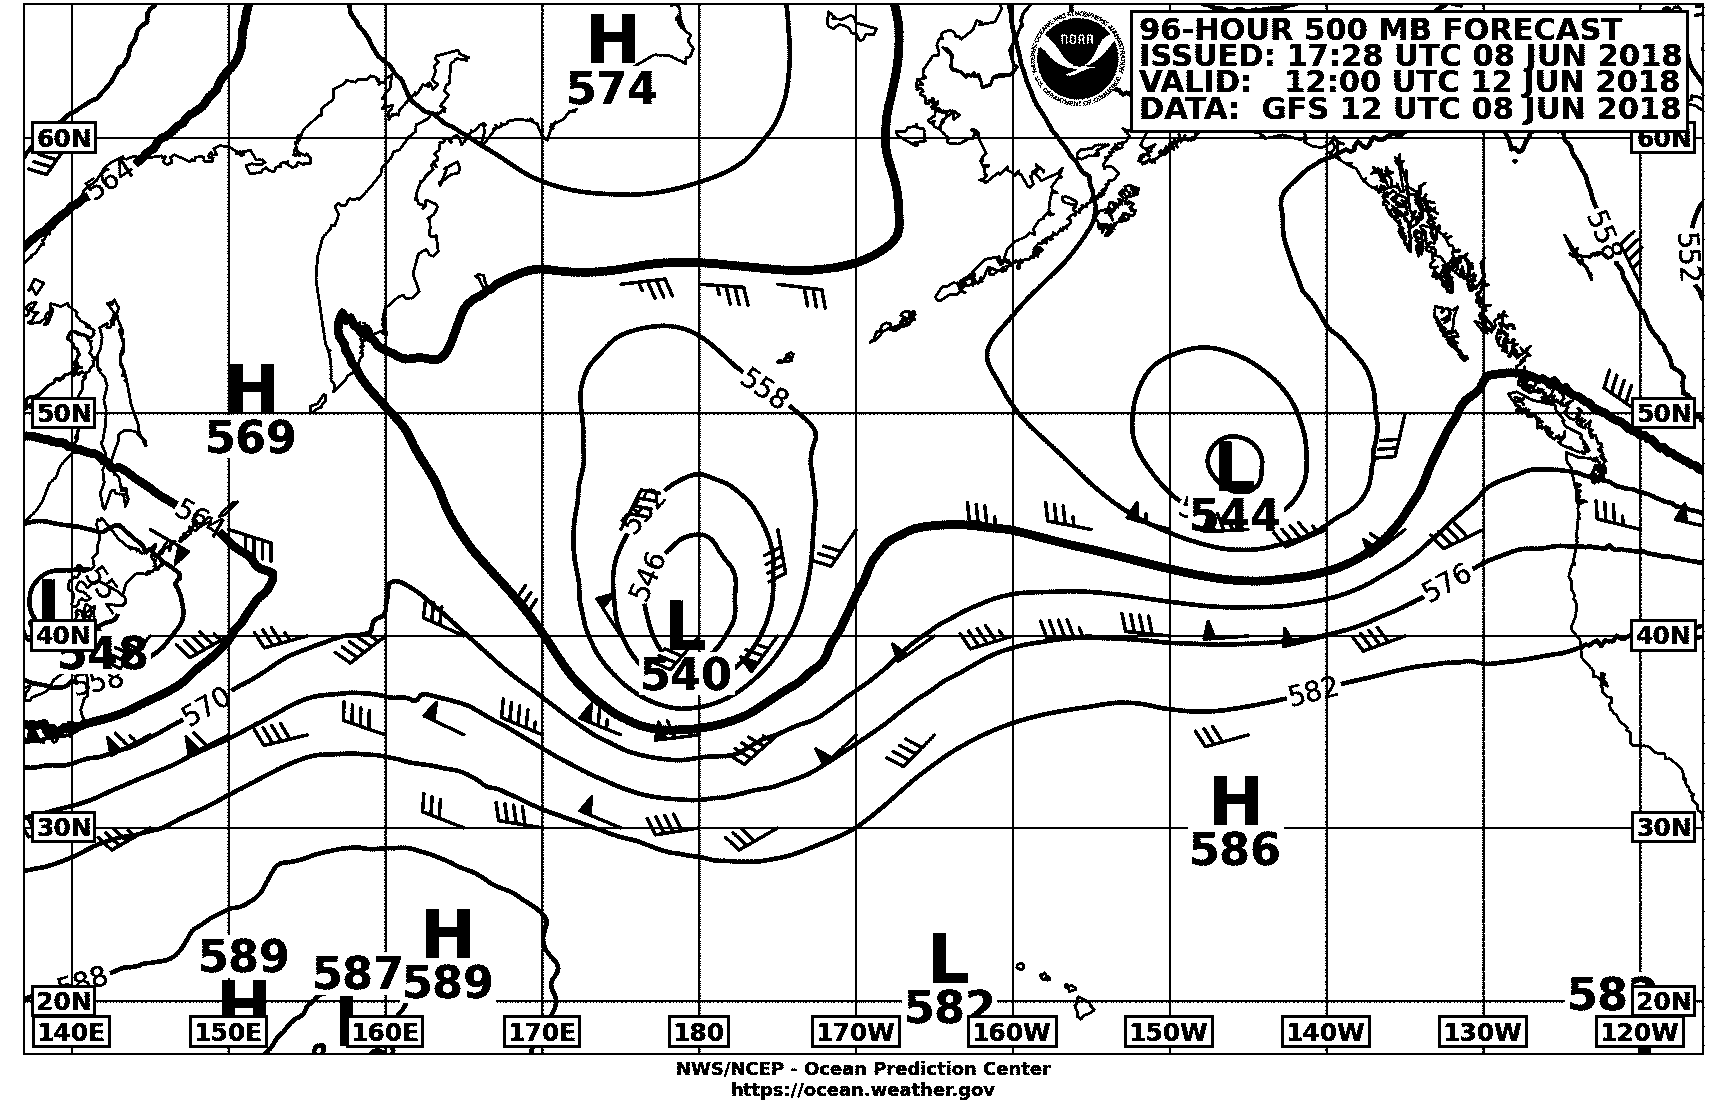 96-HOUR 500 MB FORECAST
ISSUED: 17:28 UTC 08 JUN 2018
VALID: 12:00 UTC 12 JUN 2018
DATA: GFS 12 UTC 08 JUN 2018
NOAA
H
574
60N
60N
564
558
552
H
569
50N
50N
558
L
544
564
552
546
576
L
548
40N
L
540
40N
558
570
582
H
586
30N
30N
589
H
588
587
L
H
589
L
582
20N
20N
140E
150E
160E
170E
180
170W
160W
150W
140W
130W
120W
NWS/NCEP - Ocean Prediction Center
https://ocean.weather.gov